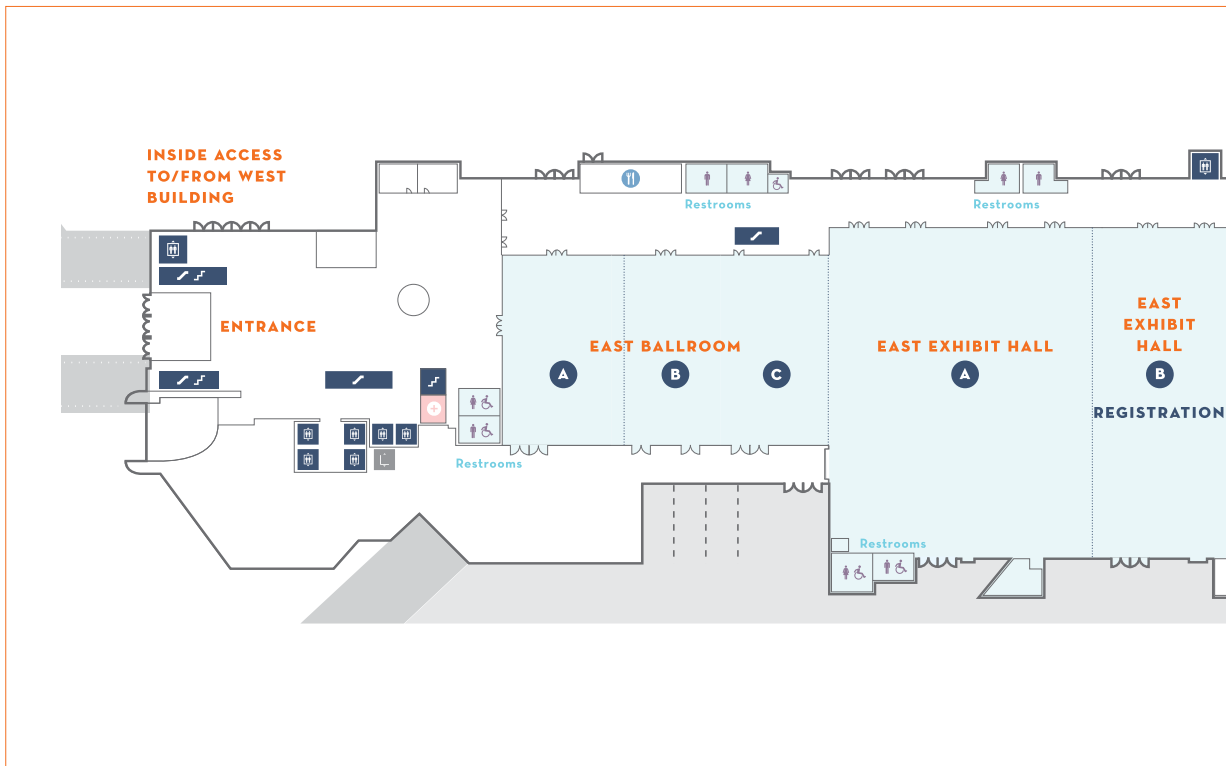 INSIDE ACCESS
TO/FROM WEST
BUILDING
Restrooms
Restrooms
ENTRANCE
EAST BALLROOM
A
B
C
EAST EXHIBIT HALL
A
EAST
EXHIBIT
HALL
B
REGISTRATION
Restrooms
Restrooms